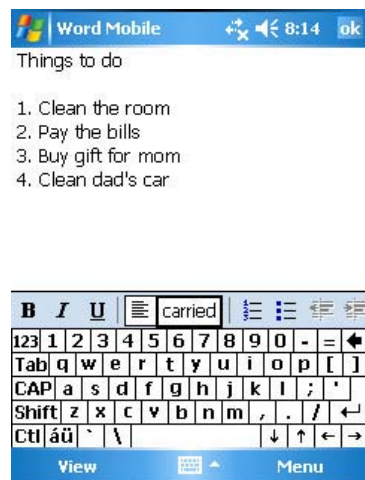 Word Mobile 8:14 ok
Things to do
1. Clean the room
2. Pay the bills
3. Buy gift for mom
4. Clean dad's car
B I U carried
123 1 2 3 4 5 6 7 8 9 0 - =
Tab q w e r t y u i o p [ ]
CAP a s d f g h j k l ; '
Shift z x c v b n m , . /
Ctl áü ` \
View Menu